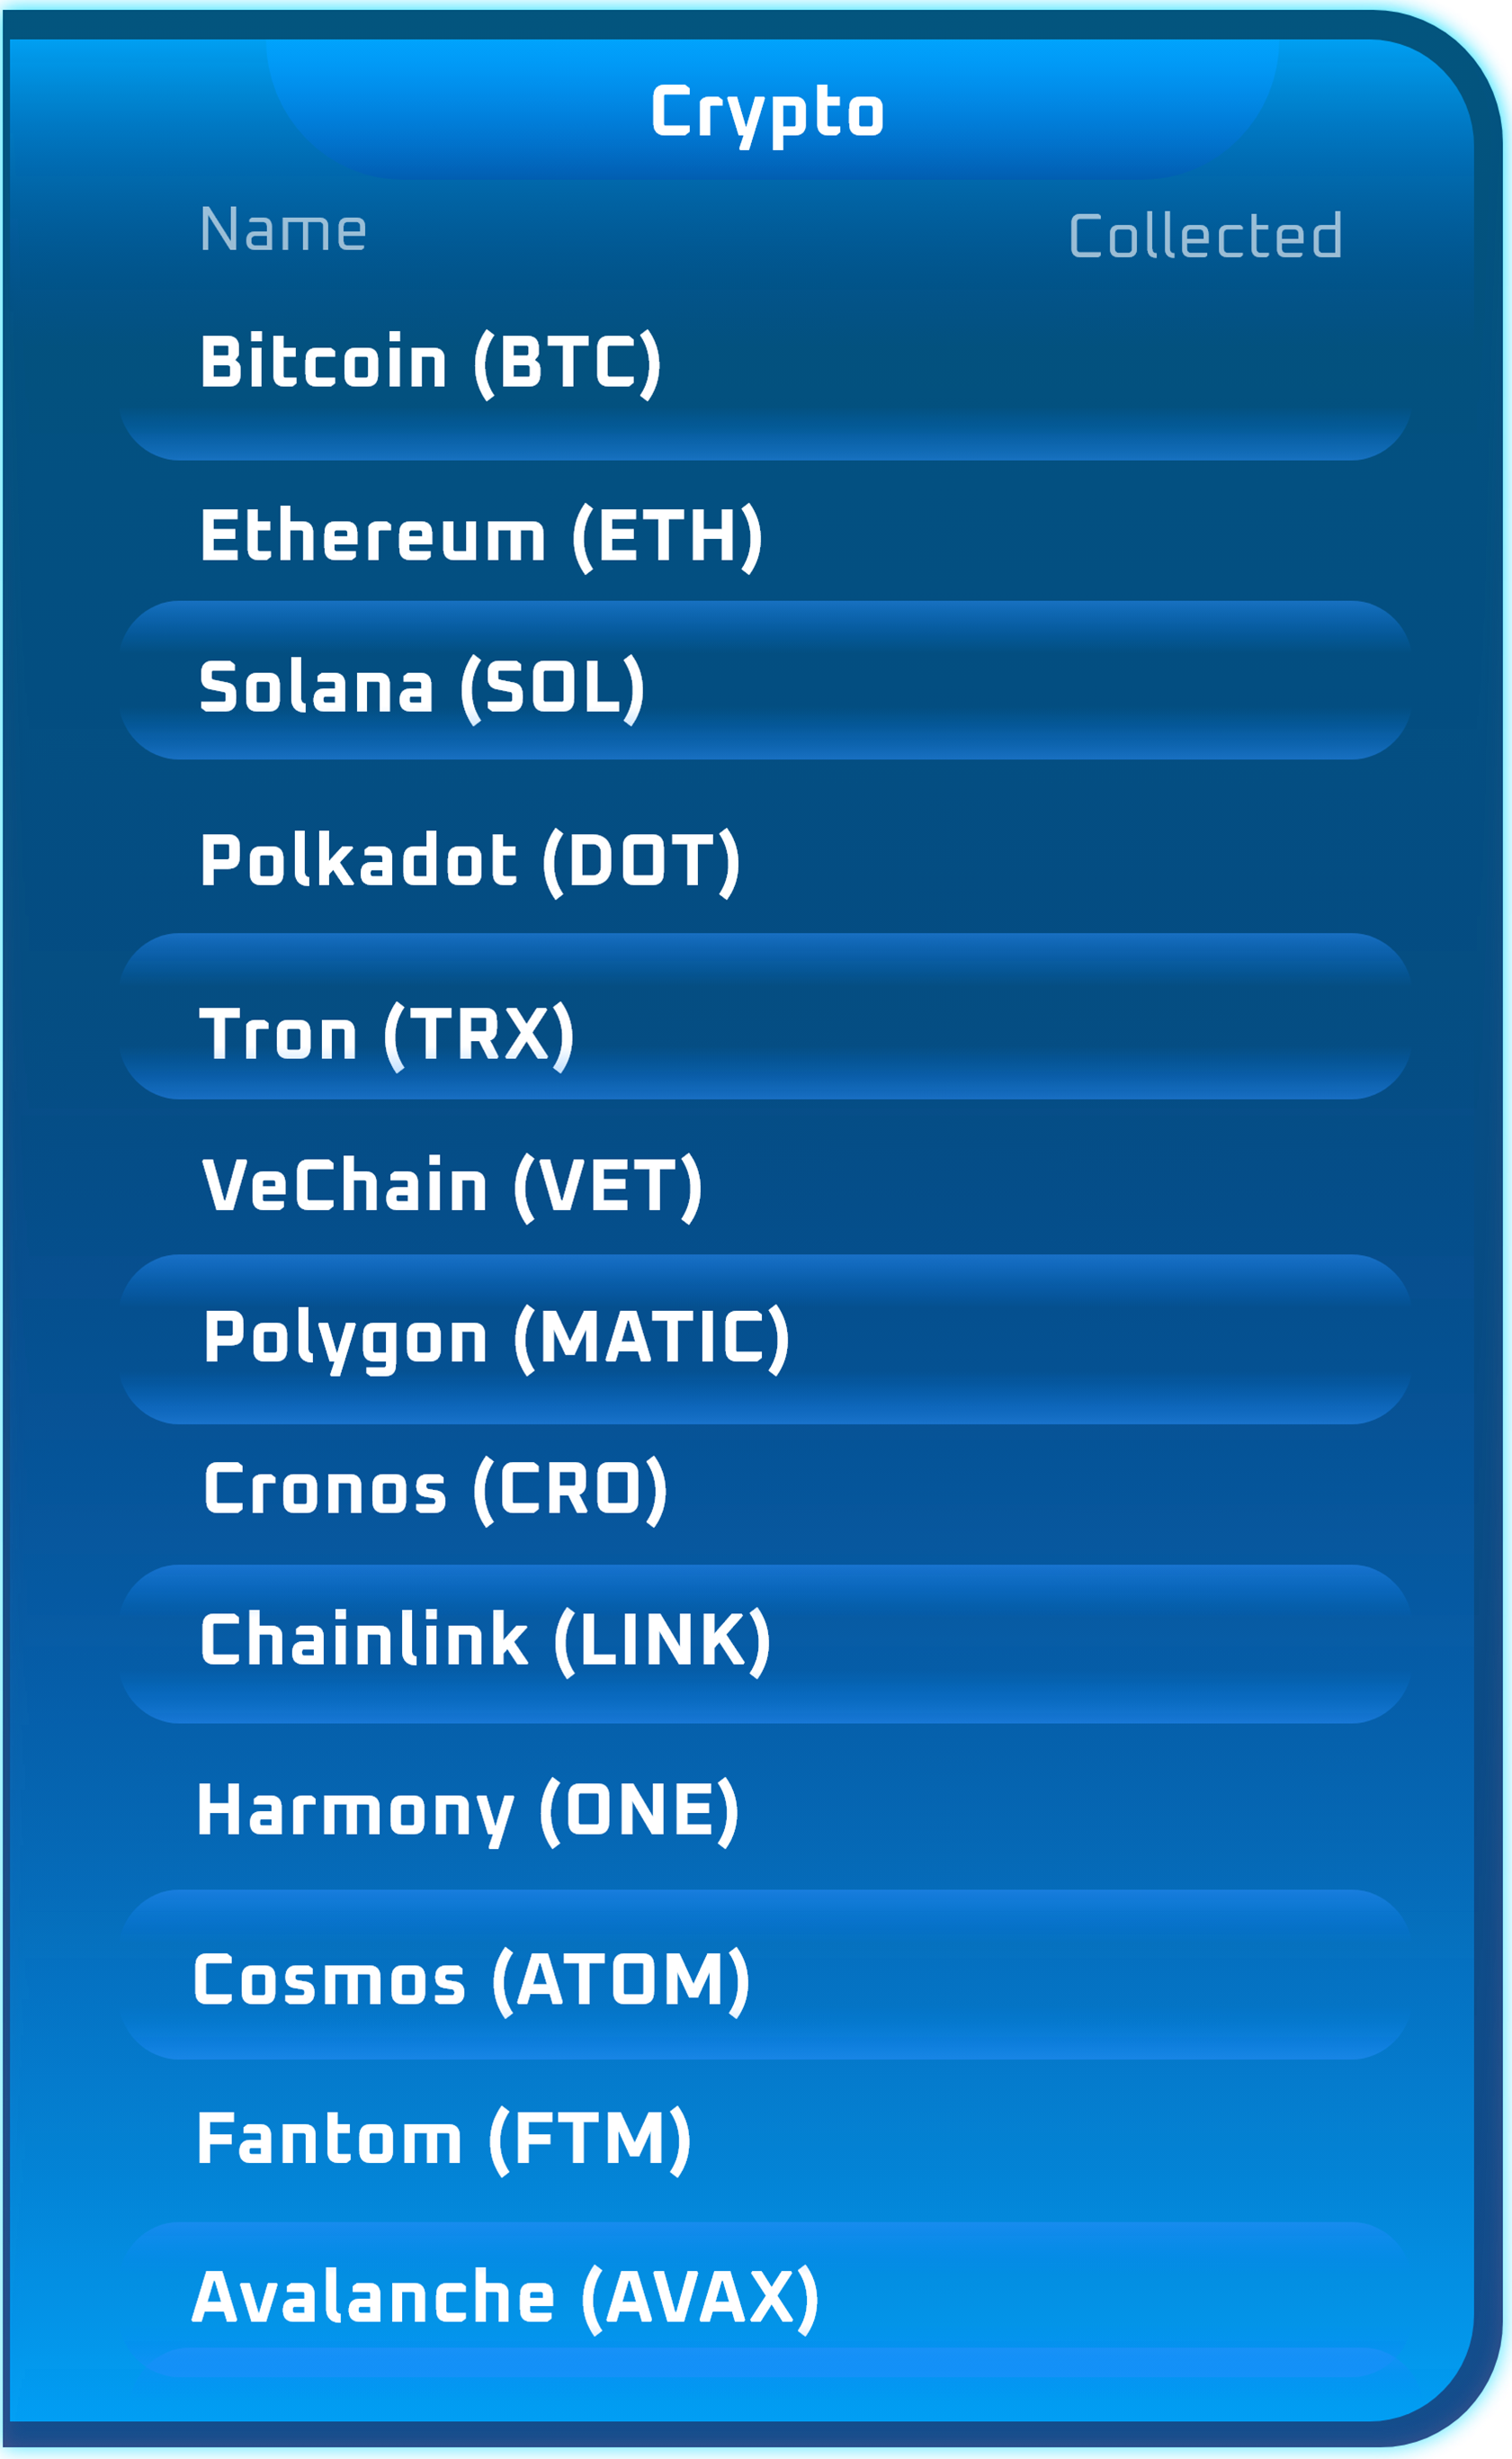 Crypto
Name Collected
Bitcoin (BTC)
Ethereum (ETH)
Solana (SOL)
Polkadot (DOT)
Tron (TRX)
VeChain (VET)
Polygon (MATIC)
Cronos (CRO)
Chainlink (LINK)
Harmony (ONE)
Cosmos (ATOM)
Fantom (FTM)
Avalanche (AVAX)